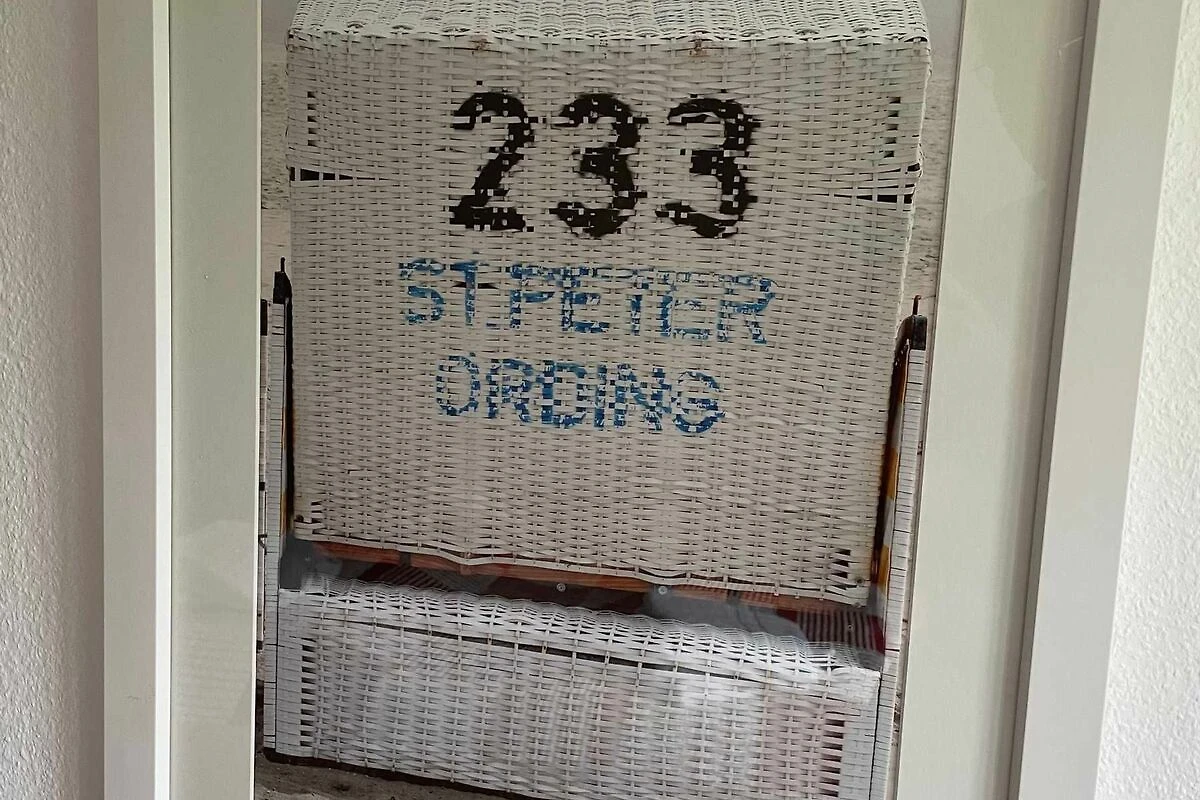 233
ST. PETER
ORDING